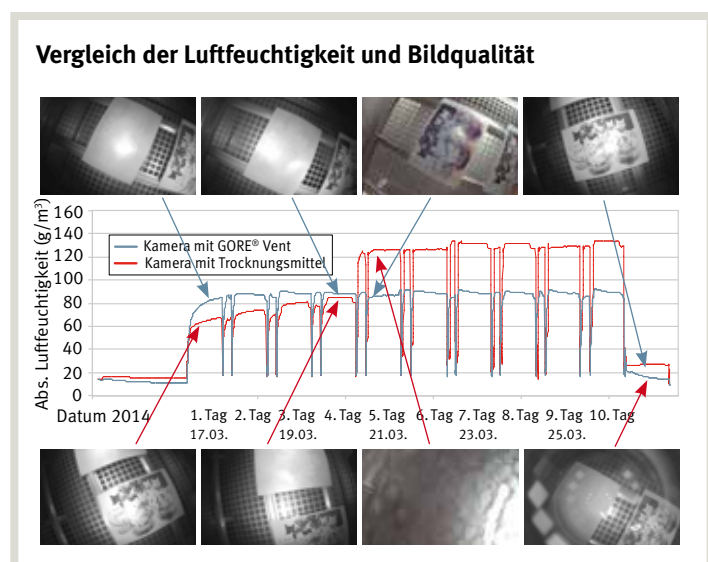 Vergleich der Luftfeuchtigkeit und Bildqualität
Abs. Luftfeuchtigkeit (g/m³)
160
140
120
100
80
60
40
20
0
Kamera mit GORE® Vent
Kamera mit Trocknungsmittel
Datum 2014
1. Tag 2. Tag 3. Tag 4. Tag 5. Tag 6. Tag 7. Tag 8. Tag 9. Tag 10. Tag
17.03. 19.03. 21.03. 23.03. 25.03.